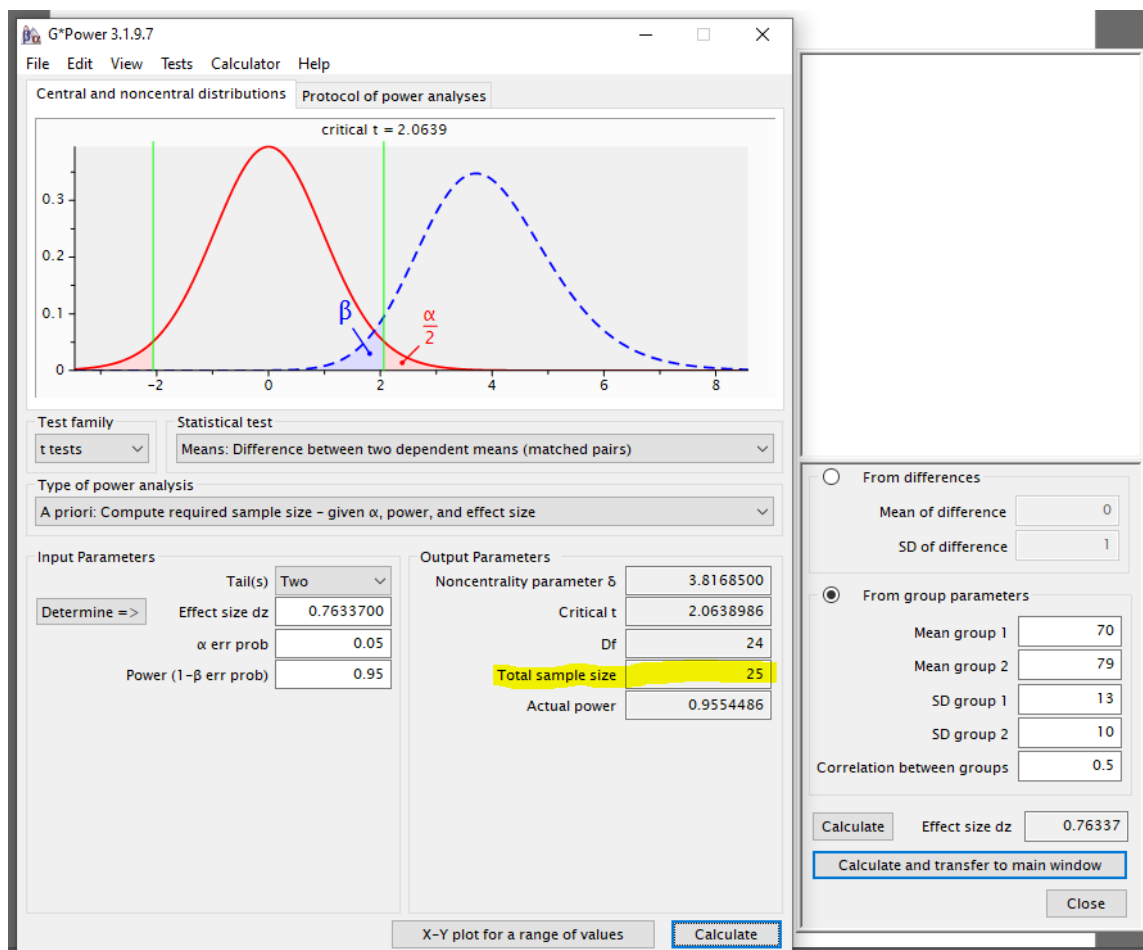 G*Power 3.1.9.7
File Edit View Tests Calculator Help
Central and noncentral distributions Protocol of power analyses
critical t = 2.0639
0.3
0.2
0.1
0
β
α
2
-2 0 2 4 6 8
Test family Statistical test
t tests Means: Difference between two dependent means (matched pairs)
Type of power analysis
A priori: Compute required sample size – given α, power, and effect size
Input Parameters
Tail(s) Two
Determine => Effect size dz 0.7633700
α err prob 0.05
Power (1-β err prob) 0.95
Output Parameters
Noncentrality parameter δ 3.8168500
Critical t 2.0638986
Df 24
Total sample size 25
Actual power 0.9554486
X-Y plot for a range of values Calculate
From differences
Mean of difference 0
SD of difference 1
From group parameters
Mean group 1 70
Mean group 2 79
SD group 1 13
SD group 2 10
Correlation between groups 0.5
Calculate Effect size dz 0.76337
Calculate and transfer to main window
Close